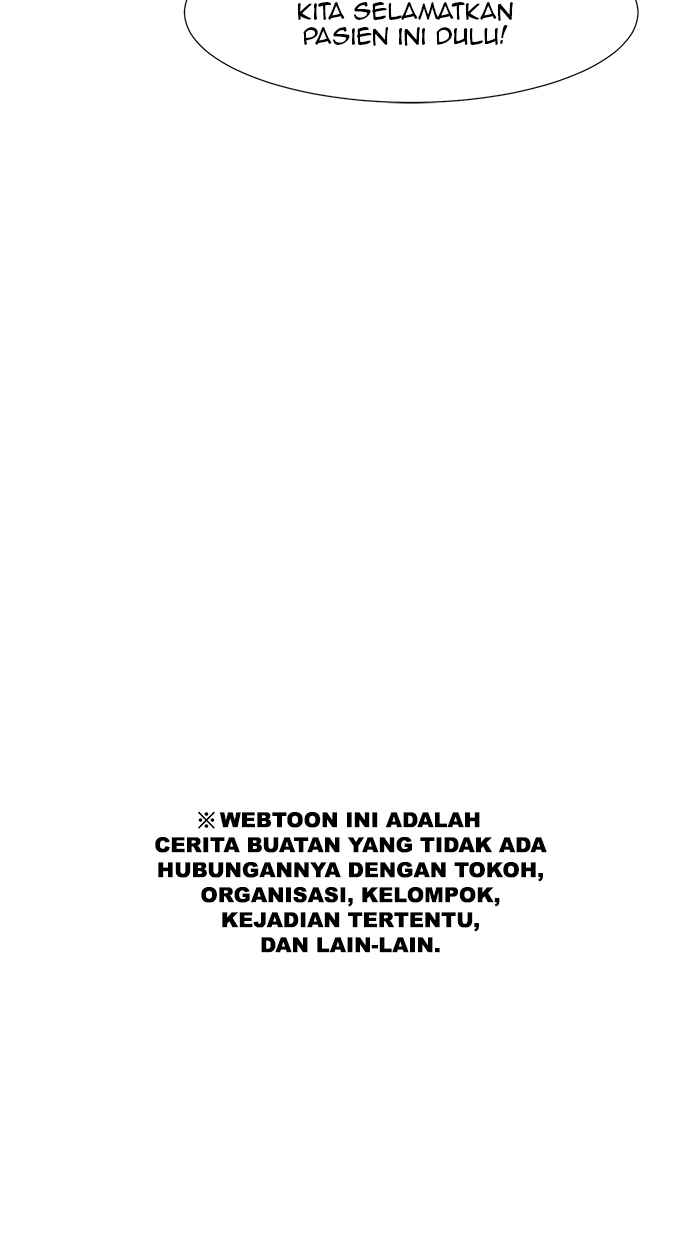 KITA SELAMATKAN
PASIEN INI DULU!
※WEBTOON INI ADALAH
CERITA BUATAN YANG TIDAK ADA
HUBUNGANNYA DENGAN TOKOH,
ORGANISASI, KELOMPOK,
KEJADIAN TERTENTU,
DAN LAIN-LAIN.